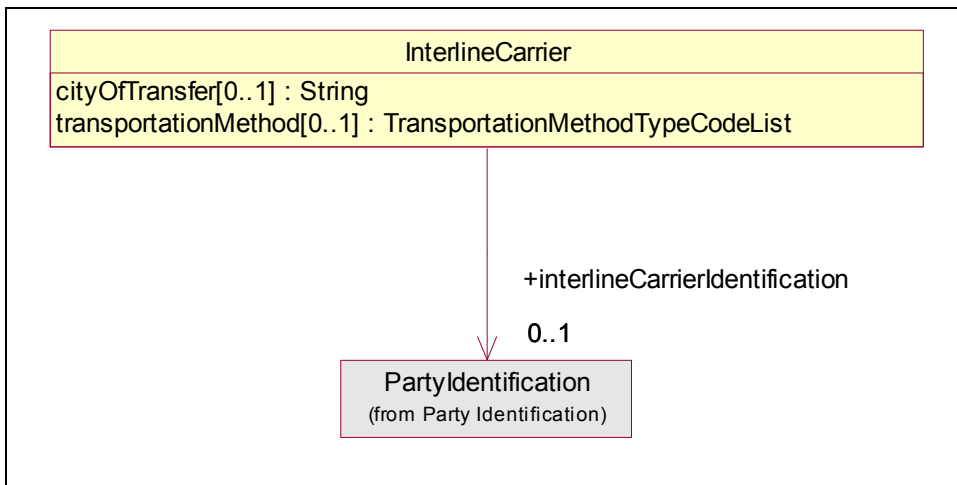 InterlineCarrier
cityOfTransfer[0..1] : String
transportationMethod[0..1] : TransportationMethodTypeCodeList
+interlineCarrierIdentification
0..1
PartyIdentification
(from Party Identification)